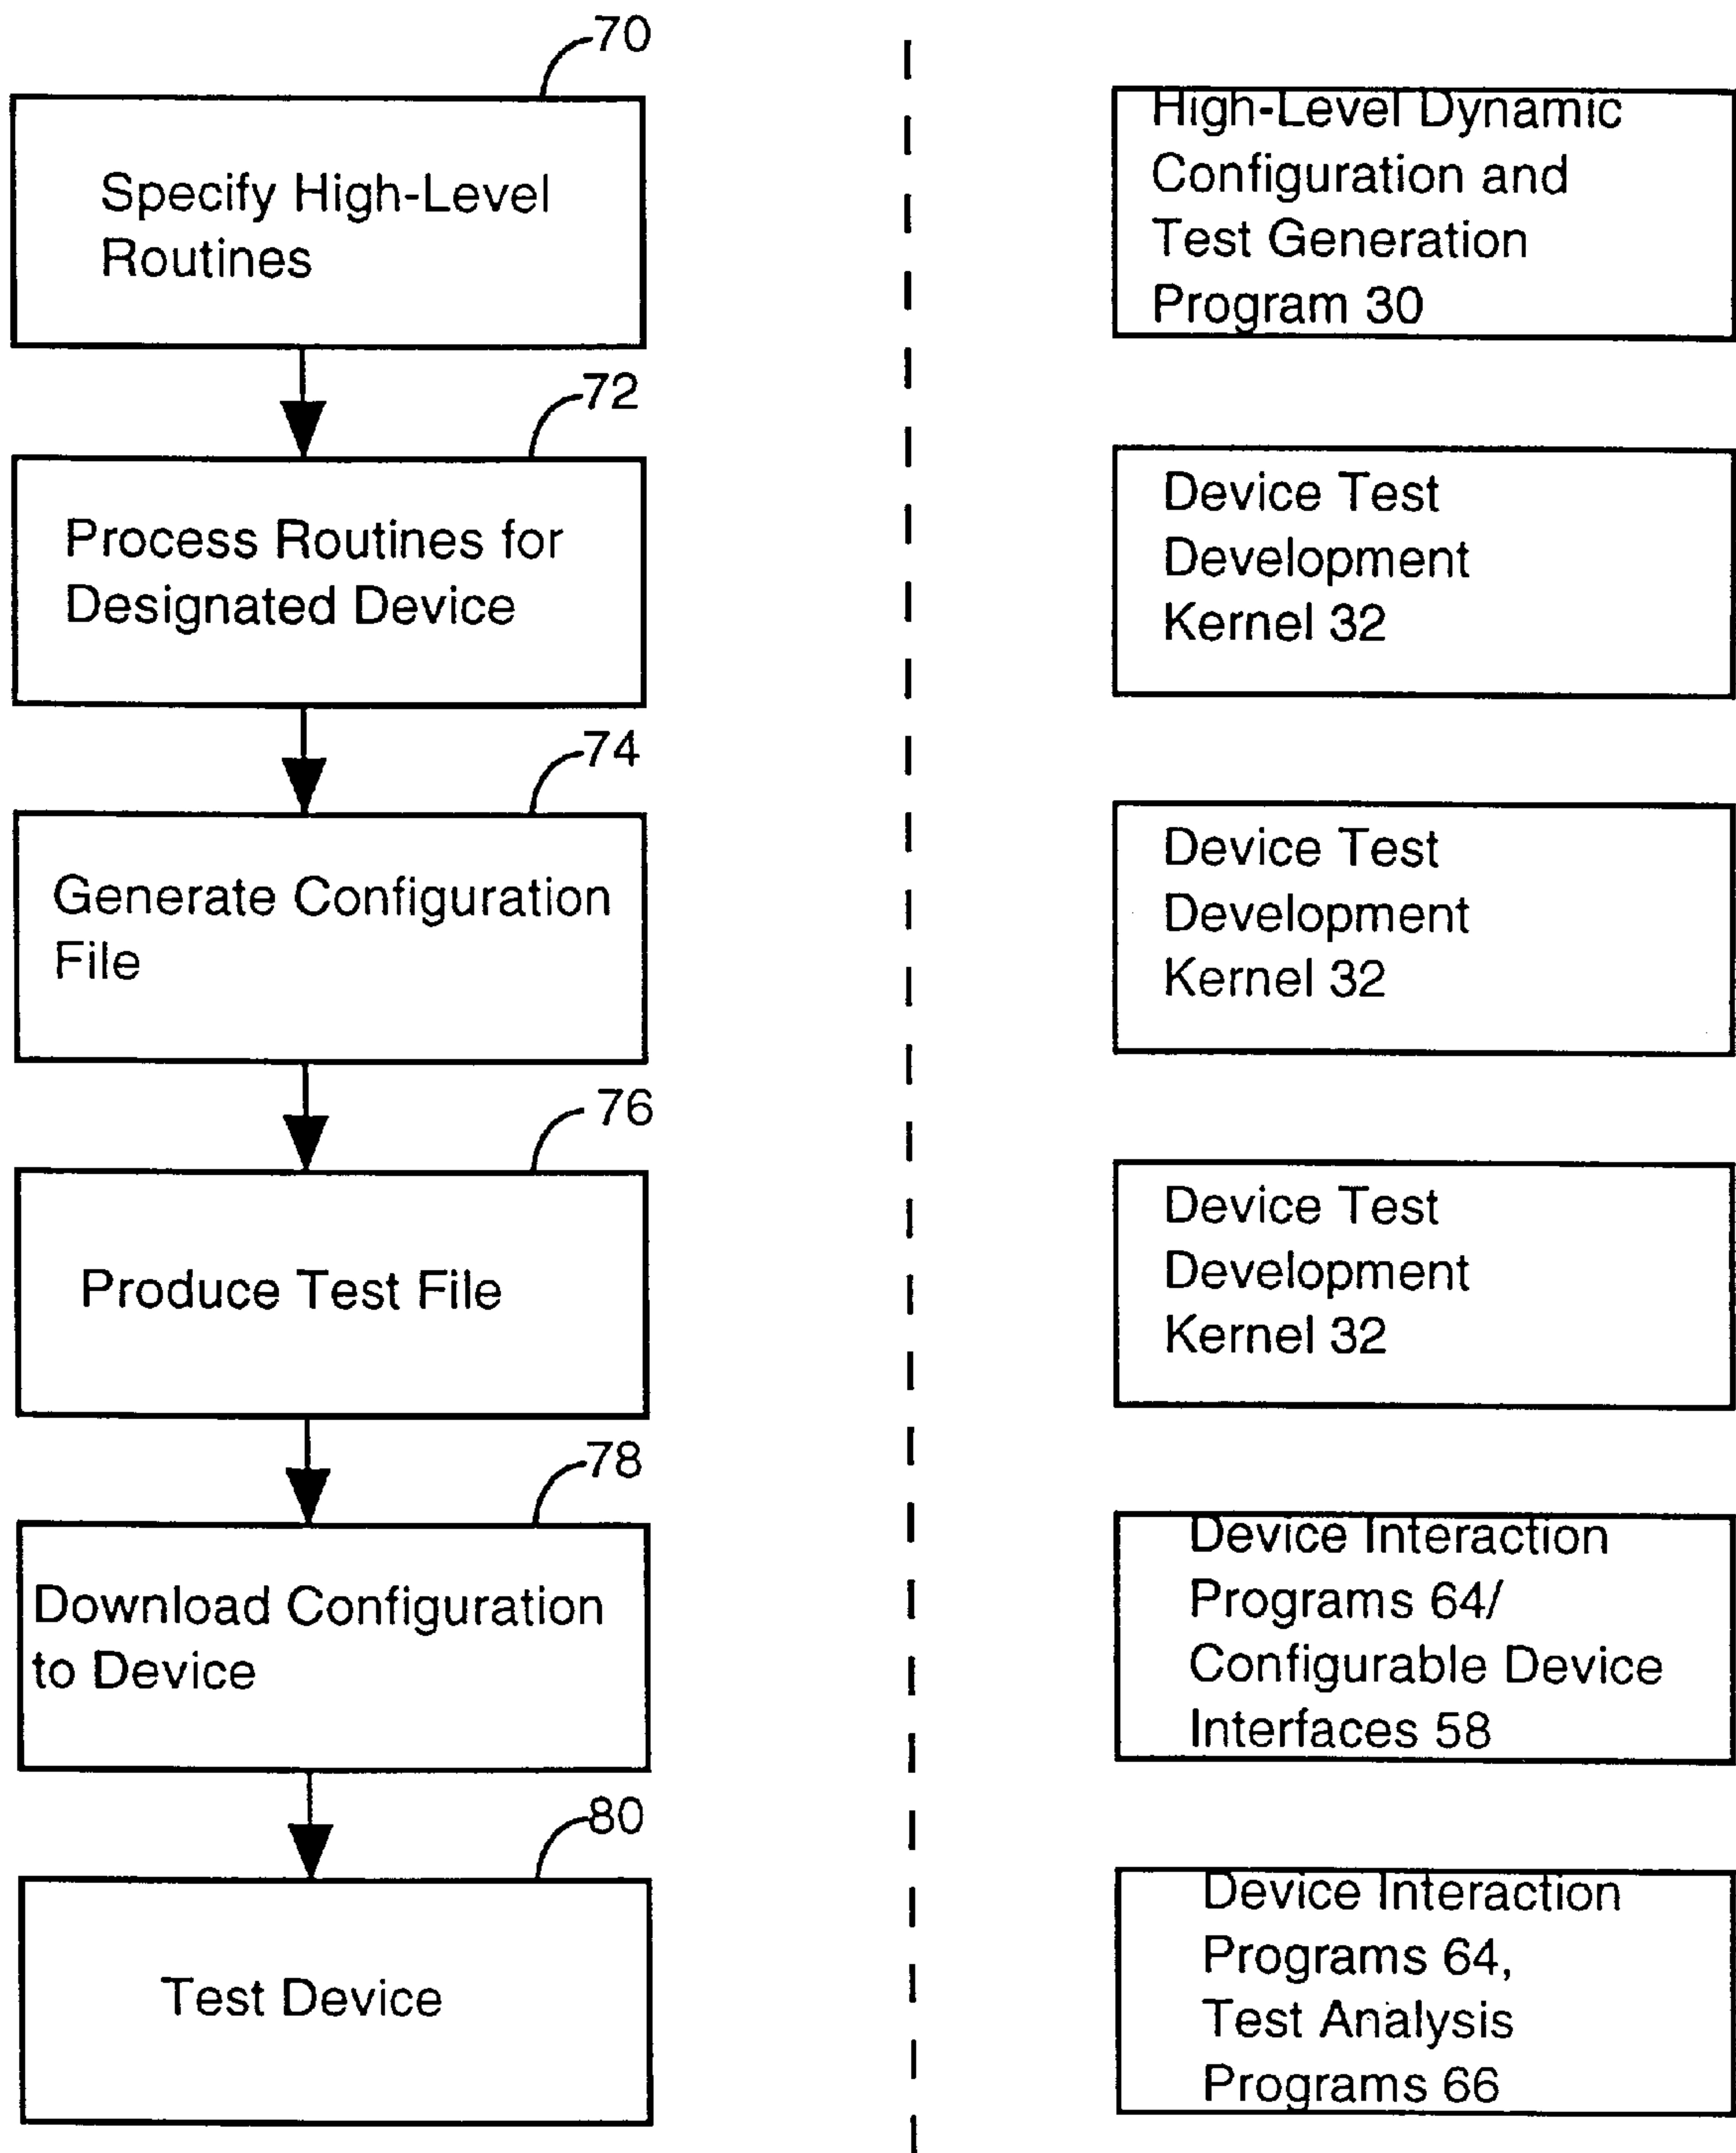 70
Specify High-Level
Routines
High-Level Dynamic
Configuration and
Test Generation
Program 30
72
Process Routines for
Designated Device
Device Test
Development
Kernel 32
74
Generate Configuration
File
Device Test
Development
Kernel 32
76
Produce Test File
Device Test
Development
Kernel 32
78
Download Configuration
to Device
Device Interaction
Programs 64/
Configurable Device
Interfaces 58
80
Test Device
Device Interaction
Programs 64,
Test Analysis
Programs 66